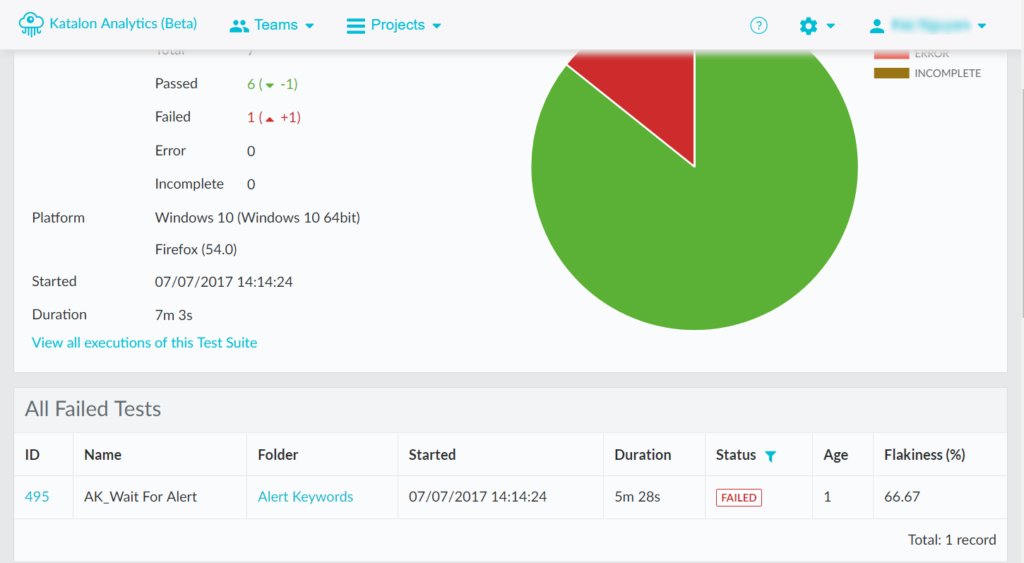 Katalon Analytics (Beta) Teams Projects ?
Total 7
ERROR
INCOMPLETE
Passed 6 ( -1)
Failed 1 ( +1)
Error 0
Incomplete 0
Platform Windows 10 (Windows 10 64bit)
Firefox (54.0)
Started 07/07/2017 14:14:24
Duration 7m 3s
View all executions of this Test Suite
All Failed Tests
ID Name Folder Started Duration Status Age Flakiness (%)
495 AK_Wait For Alert Alert Keywords 07/07/2017 14:14:24 5m 28s FAILED 1 66.67
Total: 1 record